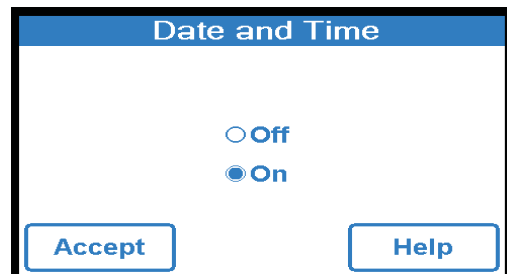 Date and Time
Off
On
Accept
Help